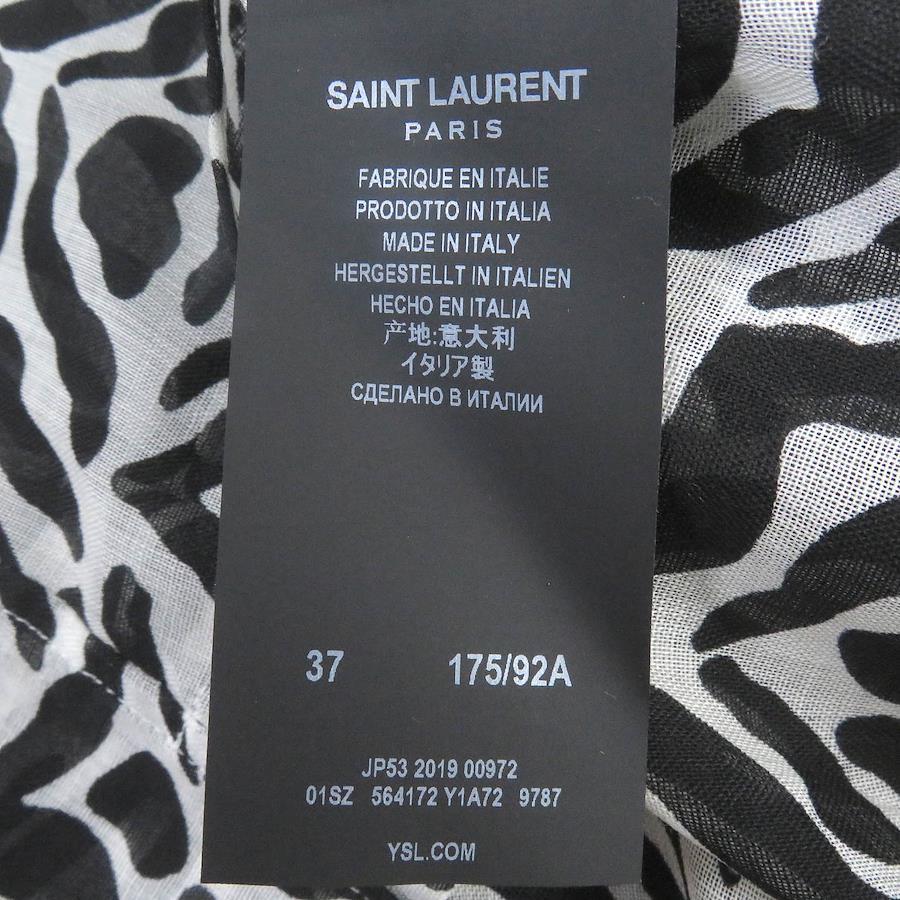 SAINT LAURENT
PARIS
FABRIQUE EN ITALIE
PRODOTTO IN ITALIA
MADE IN ITALY
HERGESTELLT IN ITALIEN
HECHO EN ITALIA
产地:意大利
イタリア製
СДЕЛАНО В ИТАЛИИ
37 175/92A
JP53 2019 00972
01SZ 564172 Y1A72 9787
YSL.COM